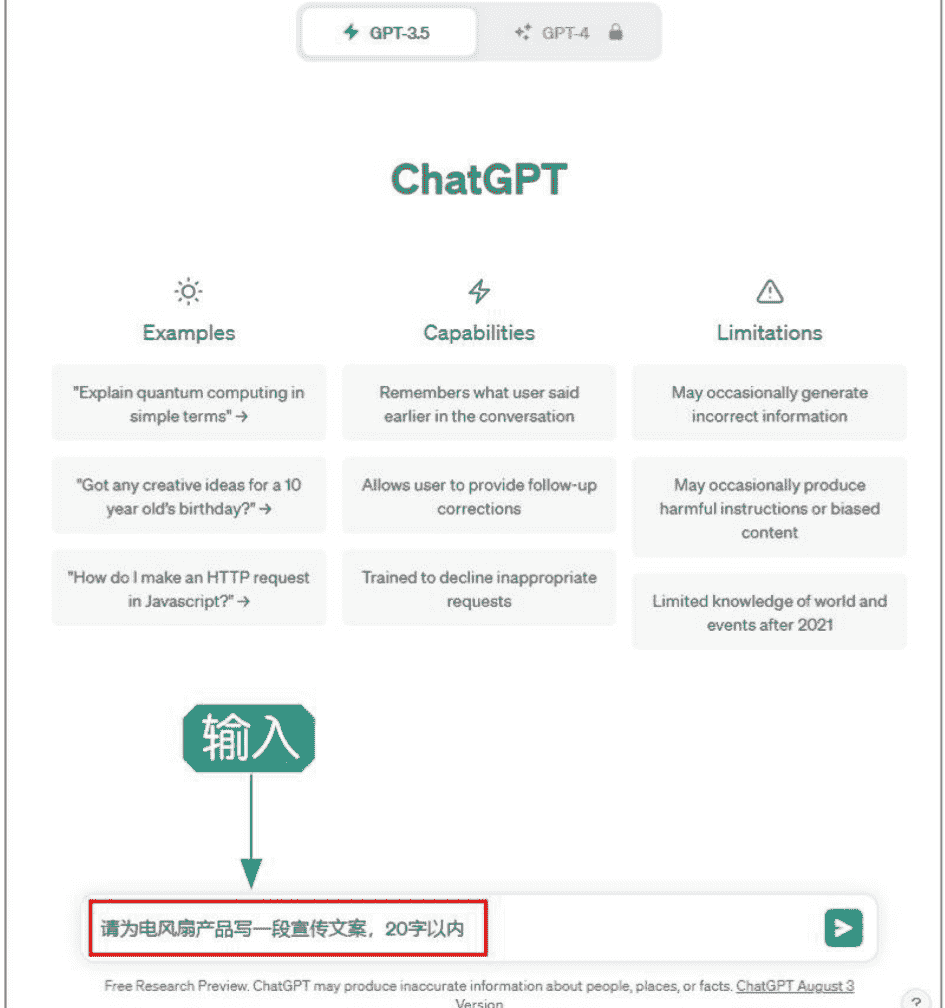 GPT-3.5
GPT-4
ChatGPT
Examples
Capabilities
Limitations
"Explain quantum computing in
simple terms" →
Remembers what user said
earlier in the conversation
May occasionally generate
incorrect information
"Got any creative ideas for a 10
year old's birthday?" →
Allows user to provide follow-up
corrections
May occasionally produce
harmful instructions or biased
content
"How do I make an HTTP request
in Javascript?" →
Trained to decline inappropriate
requests
Limited knowledge of world and
events after 2021
输入
请为电风扇产品写一段宣传文案，20字以内
Free Research Preview. ChatGPT may produce inaccurate information about people, places, or facts. ChatGPT August 3
Version
?